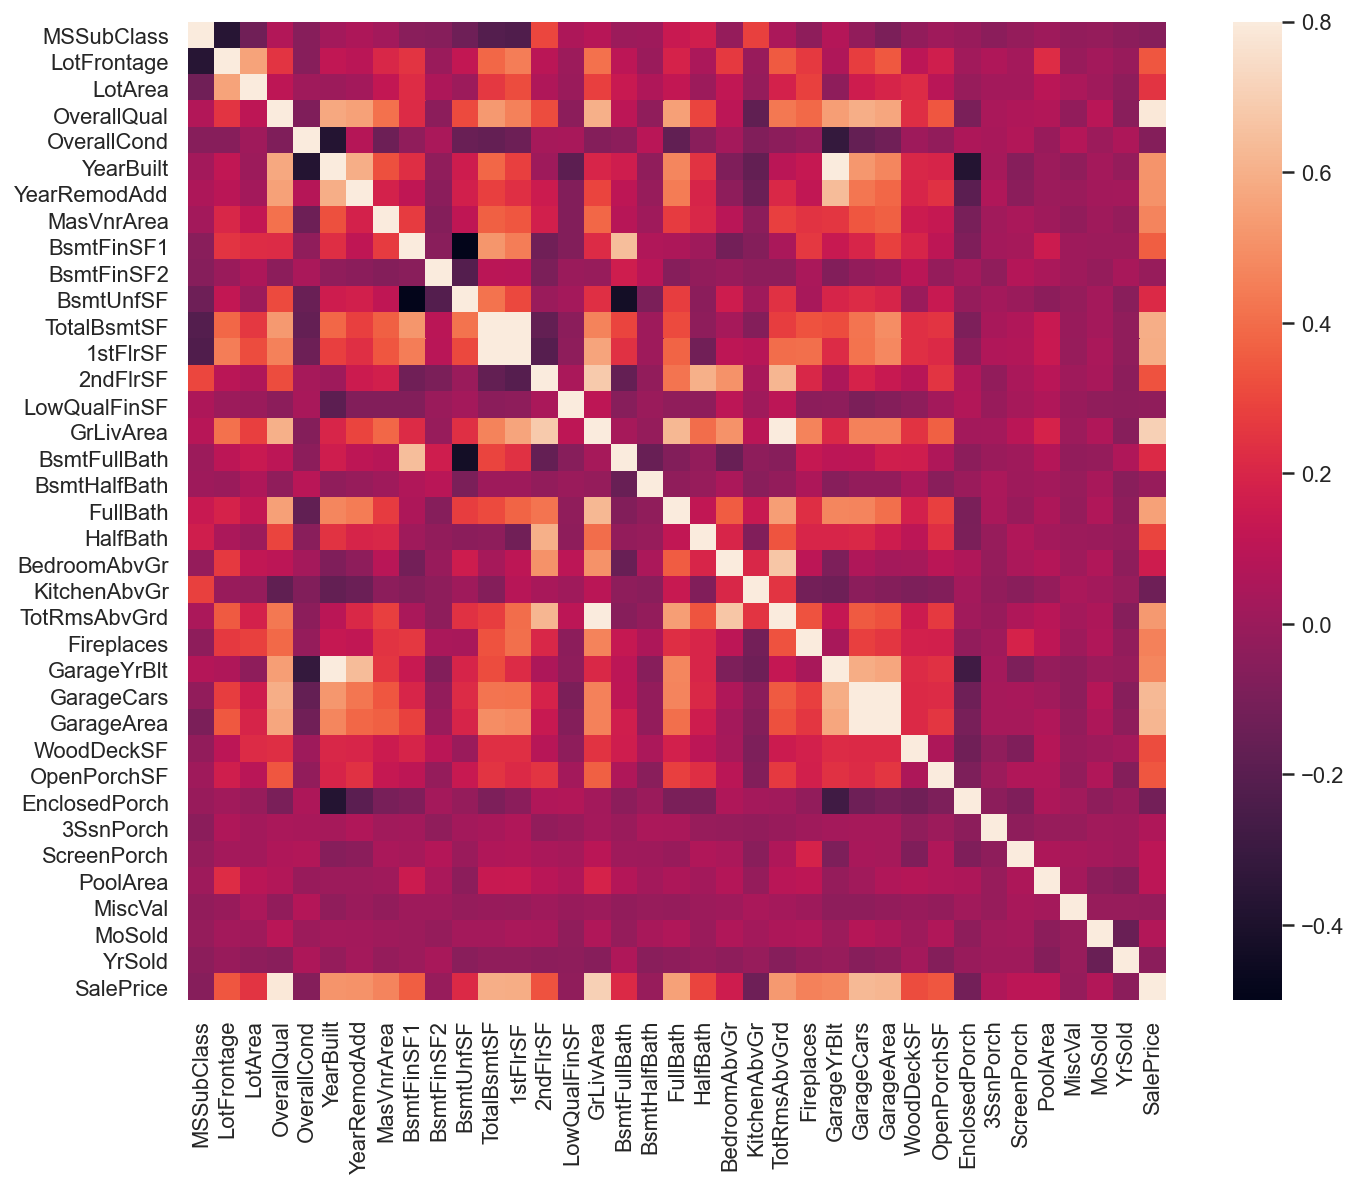 MSSubClass
LotFrontage
LotArea
OverallQual
OverallCond
YearBuilt
YearRemodAdd
MasVnrArea
BsmtFinSF1
BsmtFinSF2
BsmtUnfSF
TotalBsmtSF
1stFlrSF
2ndFlrSF
LowQualFinSF
GrLivArea
BsmtFullBath
BsmtHalfBath
FullBath
HalfBath
BedroomAbvGr
KitchenAbvGr
TotRmsAbvGrd
Fireplaces
GarageYrBlt
GarageCars
GarageArea
WoodDeckSF
OpenPorchSF
EnclosedPorch
3SsnPorch
ScreenPorch
PoolArea
MiscVal
MoSold
YrSold
SalePrice
MSSubClass
LotFrontage
LotArea
OverallQual
OverallCond
YearBuilt
YearRemodAdd
MasVnrArea
BsmtFinSF1
BsmtFinSF2
BsmtUnfSF
TotalBsmtSF
1stFlrSF
2ndFlrSF
LowQualFinSF
GrLivArea
BsmtFullBath
BsmtHalfBath
FullBath
HalfBath
BedroomAbvGr
KitchenAbvGr
TotRmsAbvGrd
Fireplaces
GarageYrBlt
GarageCars
GarageArea
WoodDeckSF
OpenPorchSF
EnclosedPorch
3SsnPorch
ScreenPorch
PoolArea
MiscVal
MoSold
YrSold
SalePrice
0.8
0.6
0.4
0.2
0.0
−0.2
−0.4